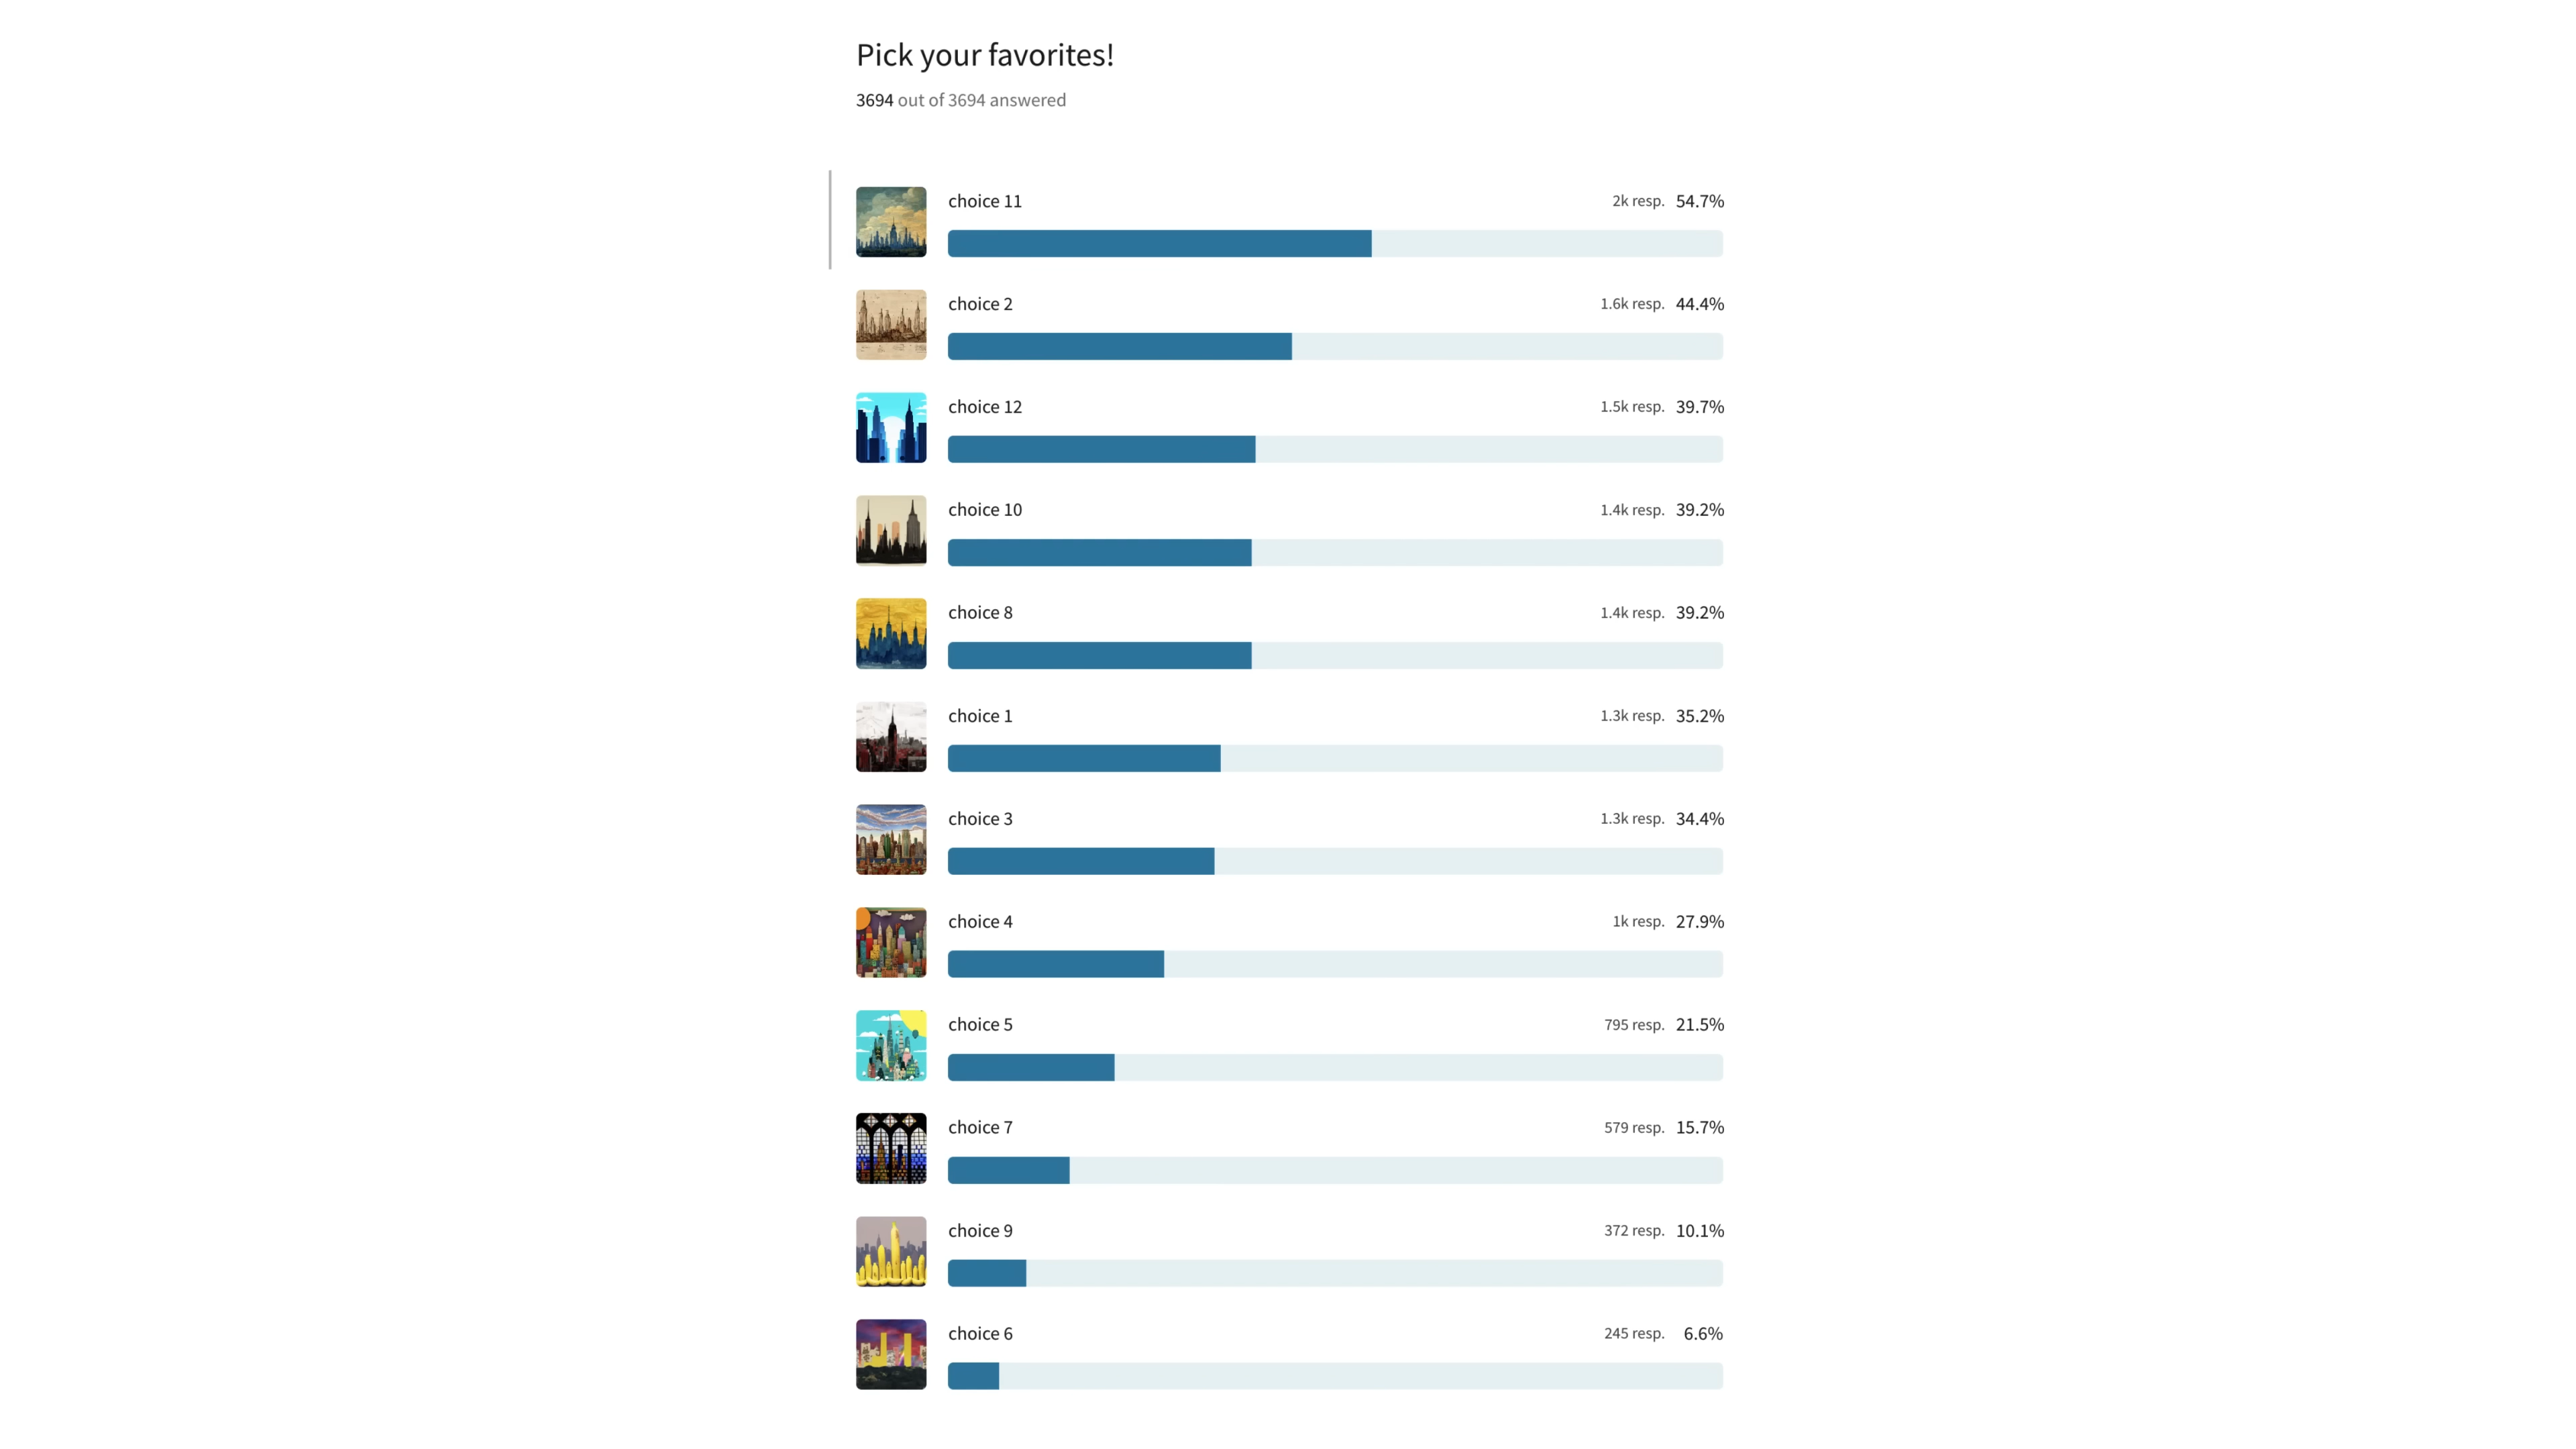 Pick your favorites!
3694 out of 3694 answered
choice 11 2k resp. 54.7%
choice 2 1.6k resp. 44.4%
choice 12 1.5k resp. 39.7%
choice 10 1.4k resp. 39.2%
choice 8 1.4k resp. 39.2%
choice 1 1.3k resp. 35.2%
choice 3 1.3k resp. 34.4%
choice 4 1k resp. 27.9%
choice 5 795 resp. 21.5%
choice 7 579 resp. 15.7%
choice 9 372 resp. 10.1%
choice 6 245 resp. 6.6%